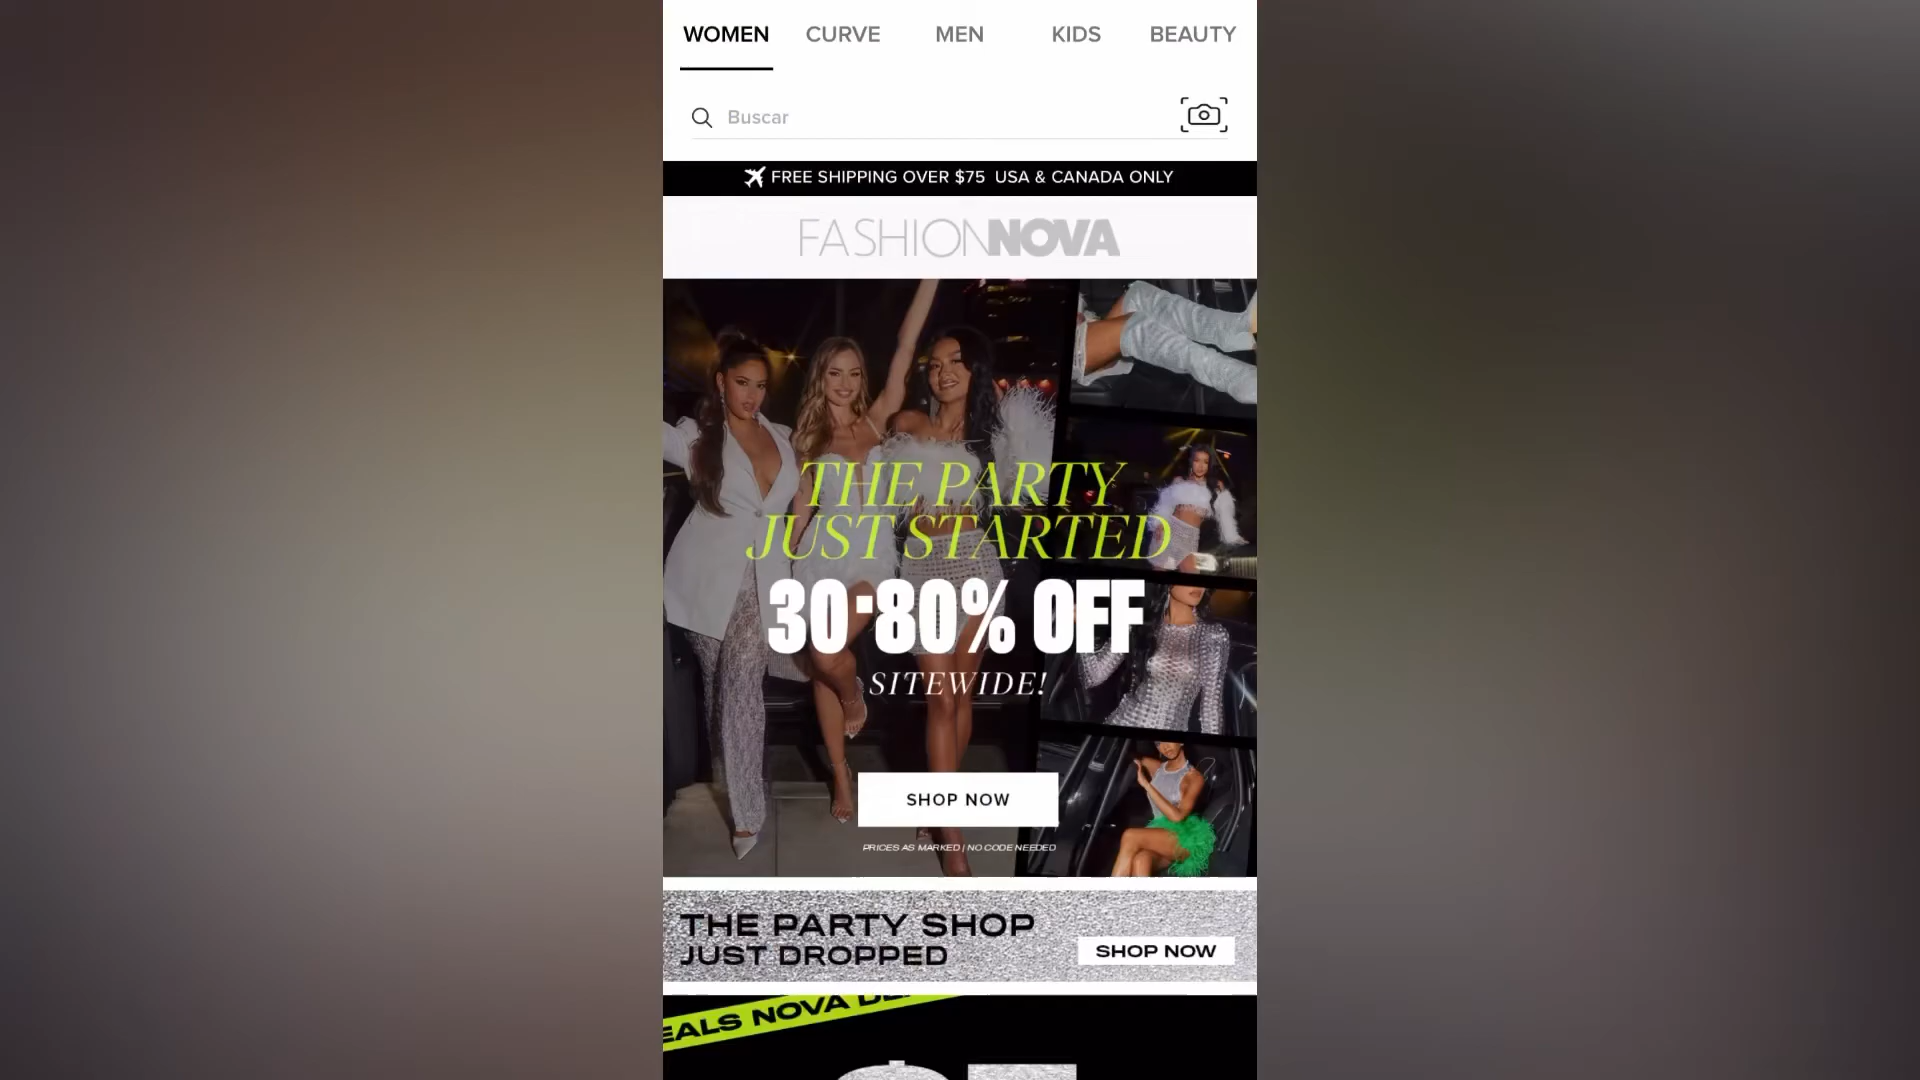 WOMEN CURVE MEN KIDS BEAUTY
Buscar
FREE SHIPPING OVER $75 USA & CANADA ONLY
FASHIONNOVA
THE PARTY
JUST STARTED
30-80% OFF
SITEWIDE!
SHOP NOW
PRICES AS MARKED | NO CODE NEEDED
THE PARTY SHOP
JUST DROPPED
SHOP NOW
NOVA